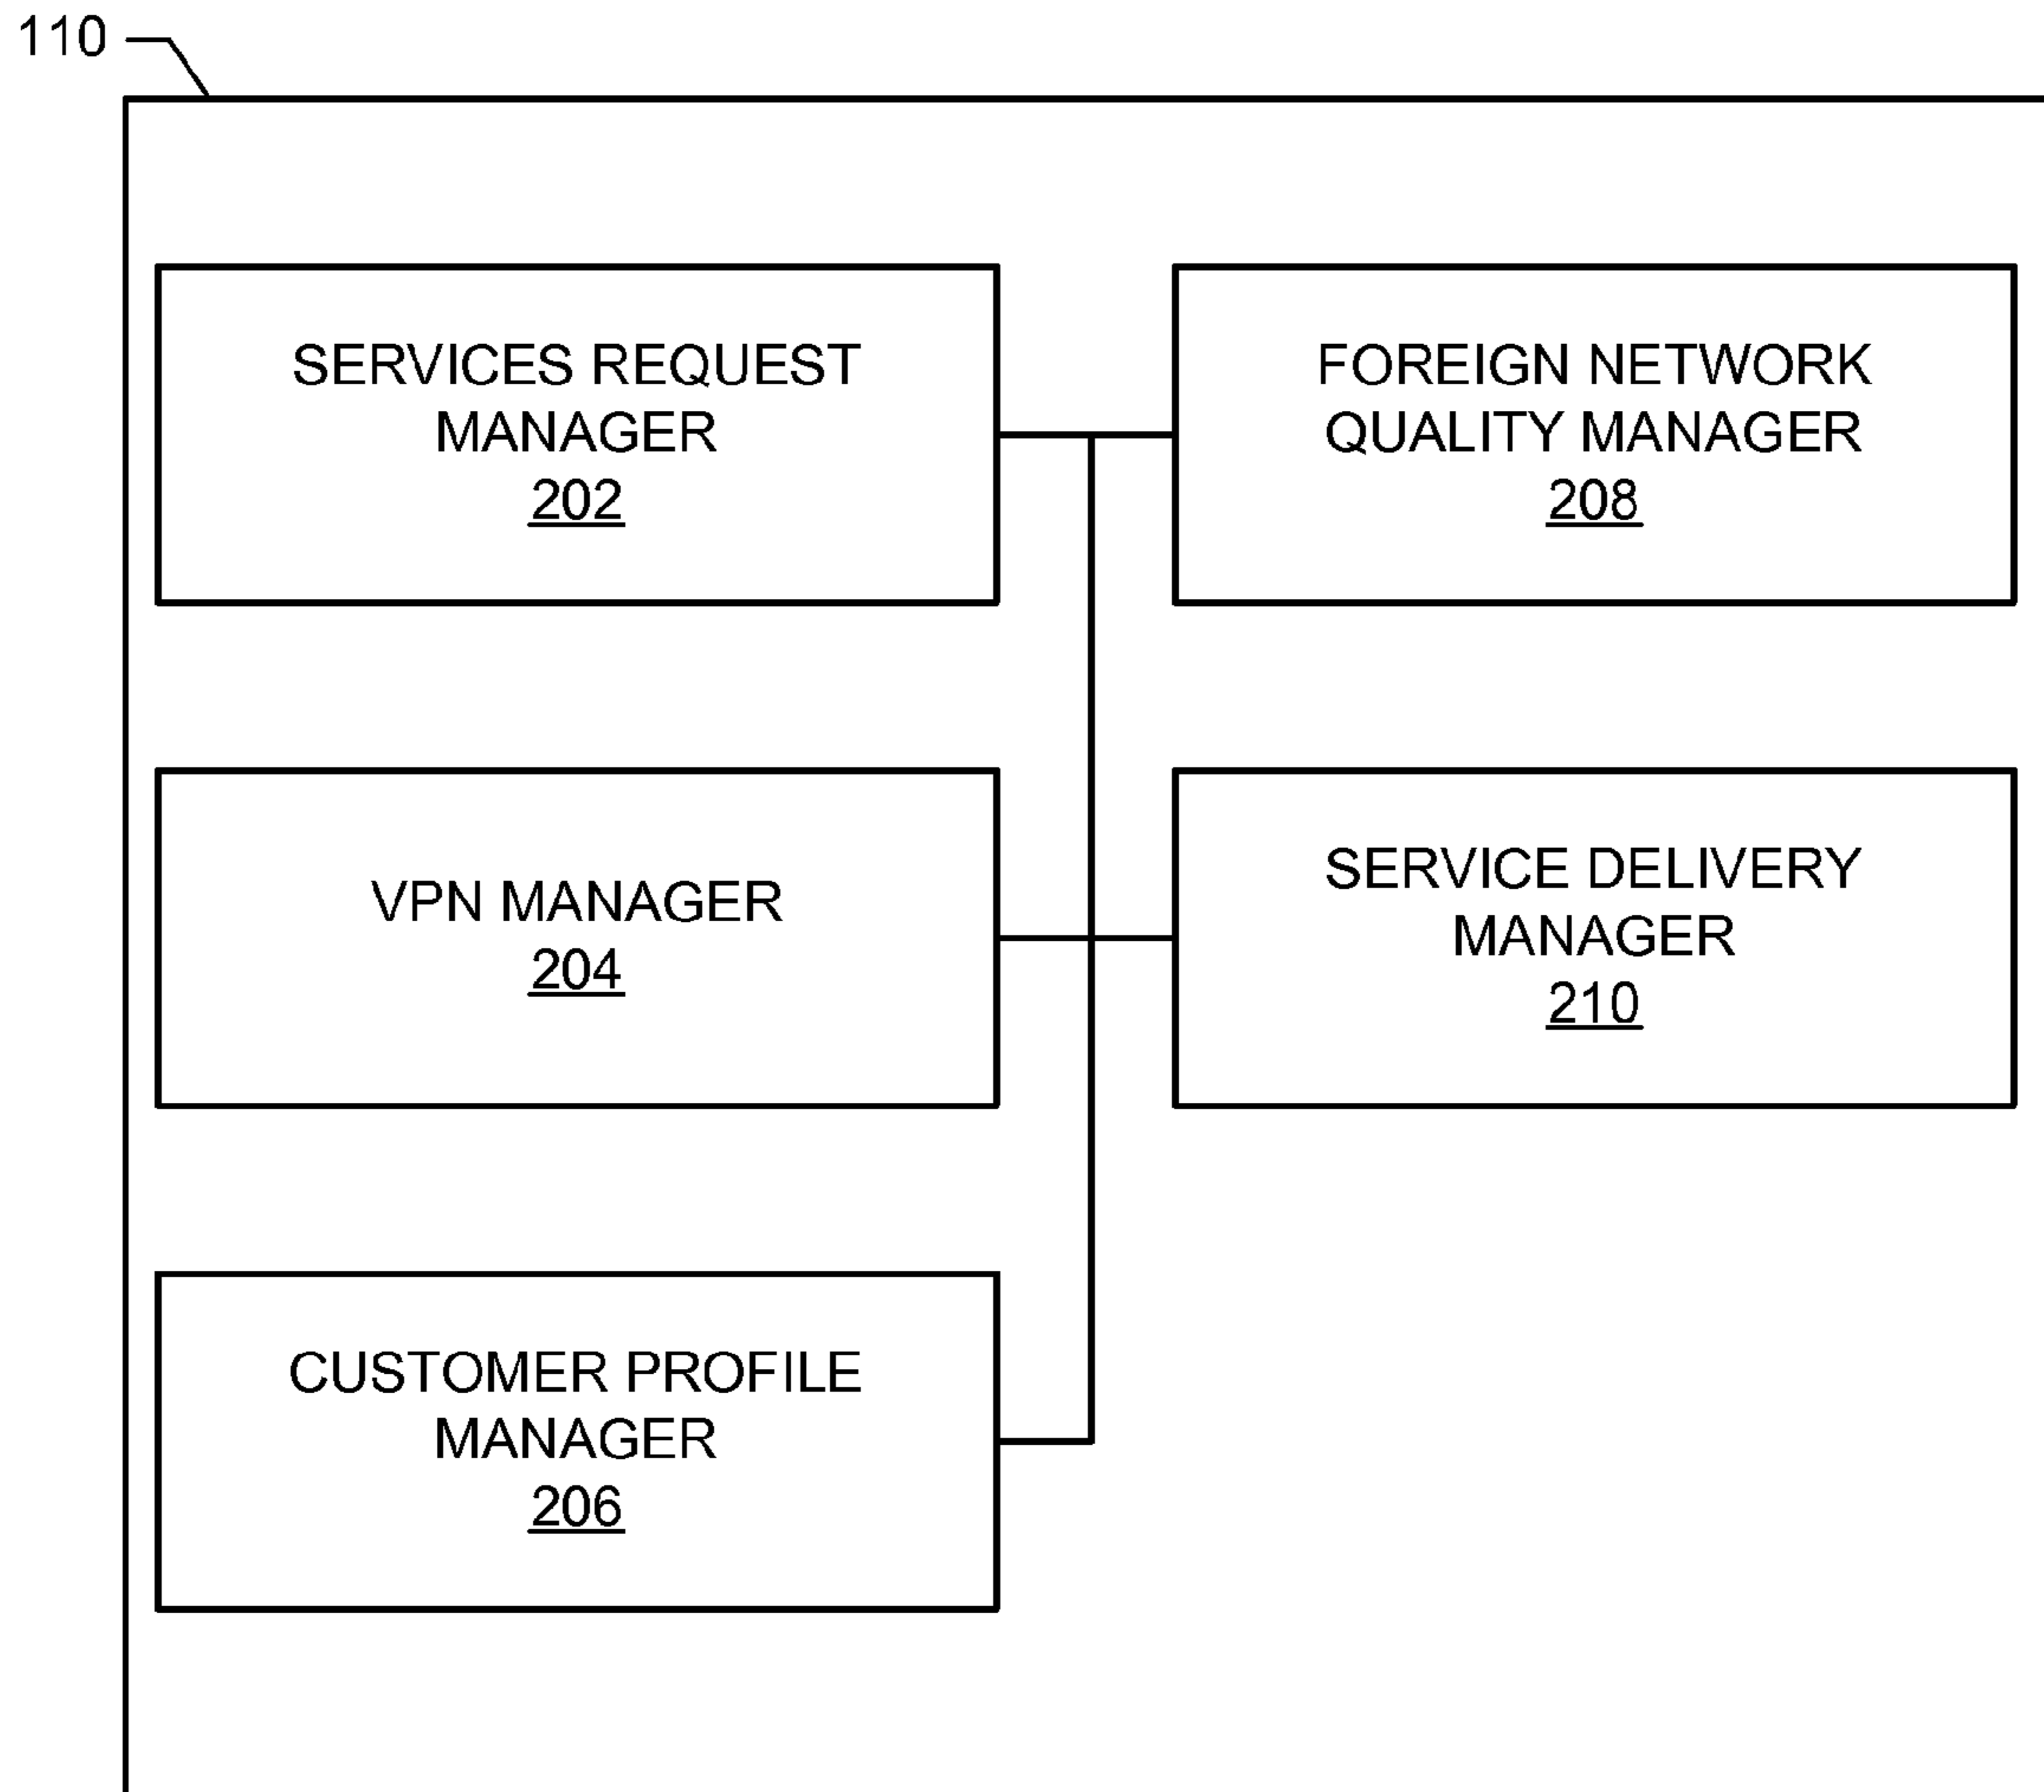 110
SERVICES REQUEST
MANAGER
202
FOREIGN NETWORK
QUALITY MANAGER
208
VPN MANAGER
204
SERVICE DELIVERY
MANAGER
210
CUSTOMER PROFILE
MANAGER
206